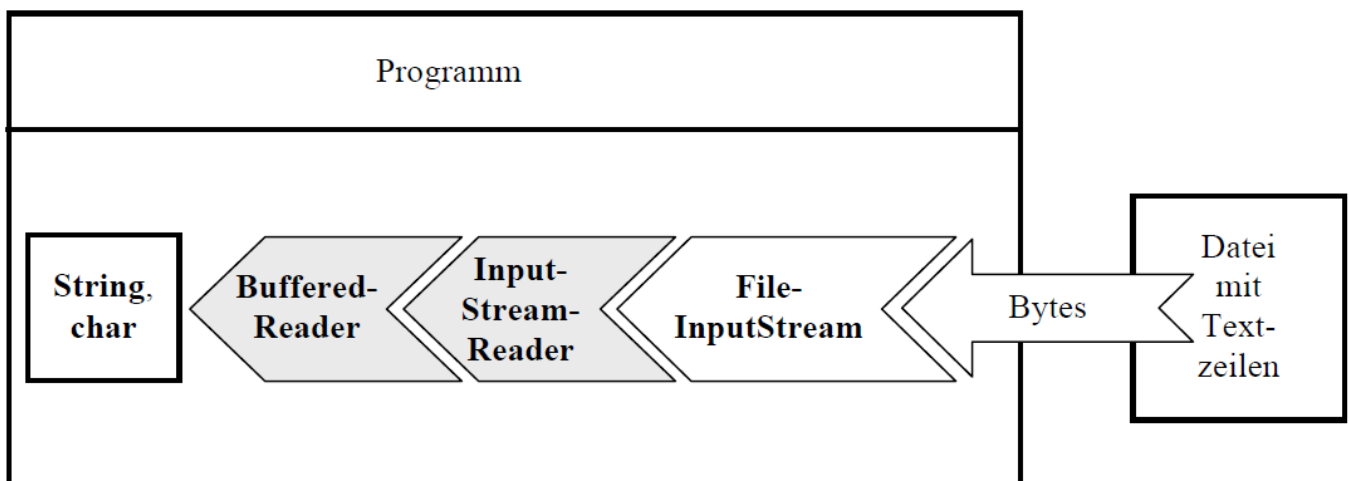 Programm
String,
char
Buffered-
Reader
Input-
Stream-
Reader
File-
InputStream
Bytes
Datei
mit
Text-
zeilen